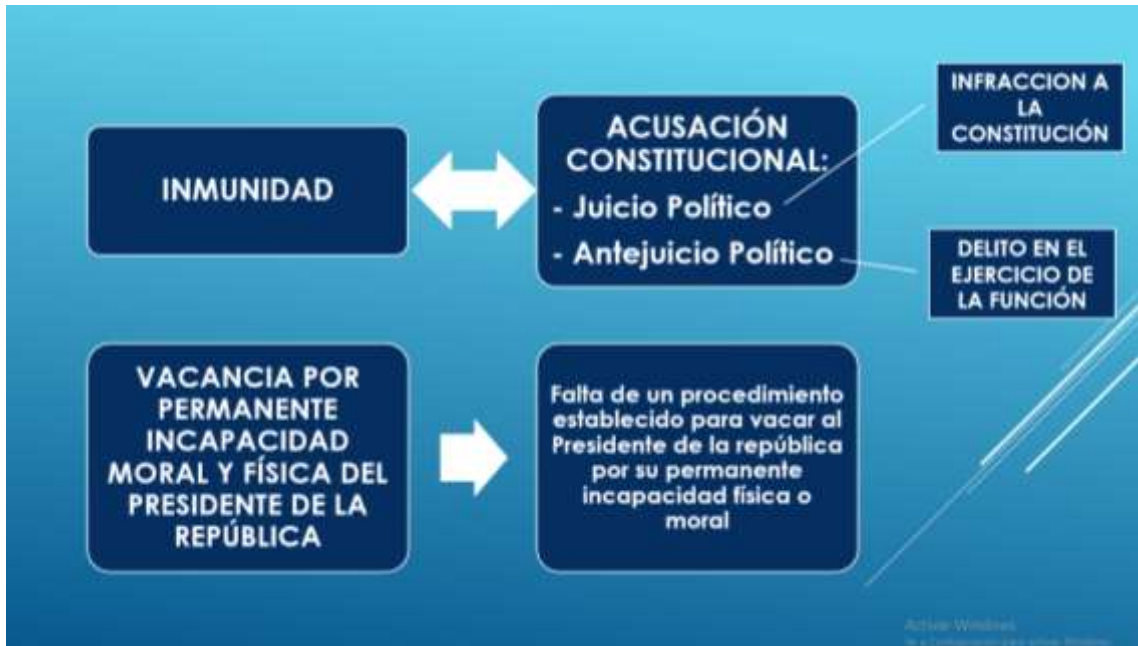 INMUNIDAD
ACUSACIÓN
CONSTITUCIONAL:
- Juicio Político
- Antejuicio Político
INFRACCION A
LA
CONSTITUCIÓN
DELITO EN EL
EJERCICIO DE
LA FUNCIÓN
VACANCIA POR
PERMANENTE
INCAPACIDAD
MORAL Y FÍSICA DEL
PRESIDENTE DE LA
REPÚBLICA
Falta de un procedimiento
establecido para vacar al
Presidente de la república
por su permanente
incapacidad física o
moral
Activar Windows